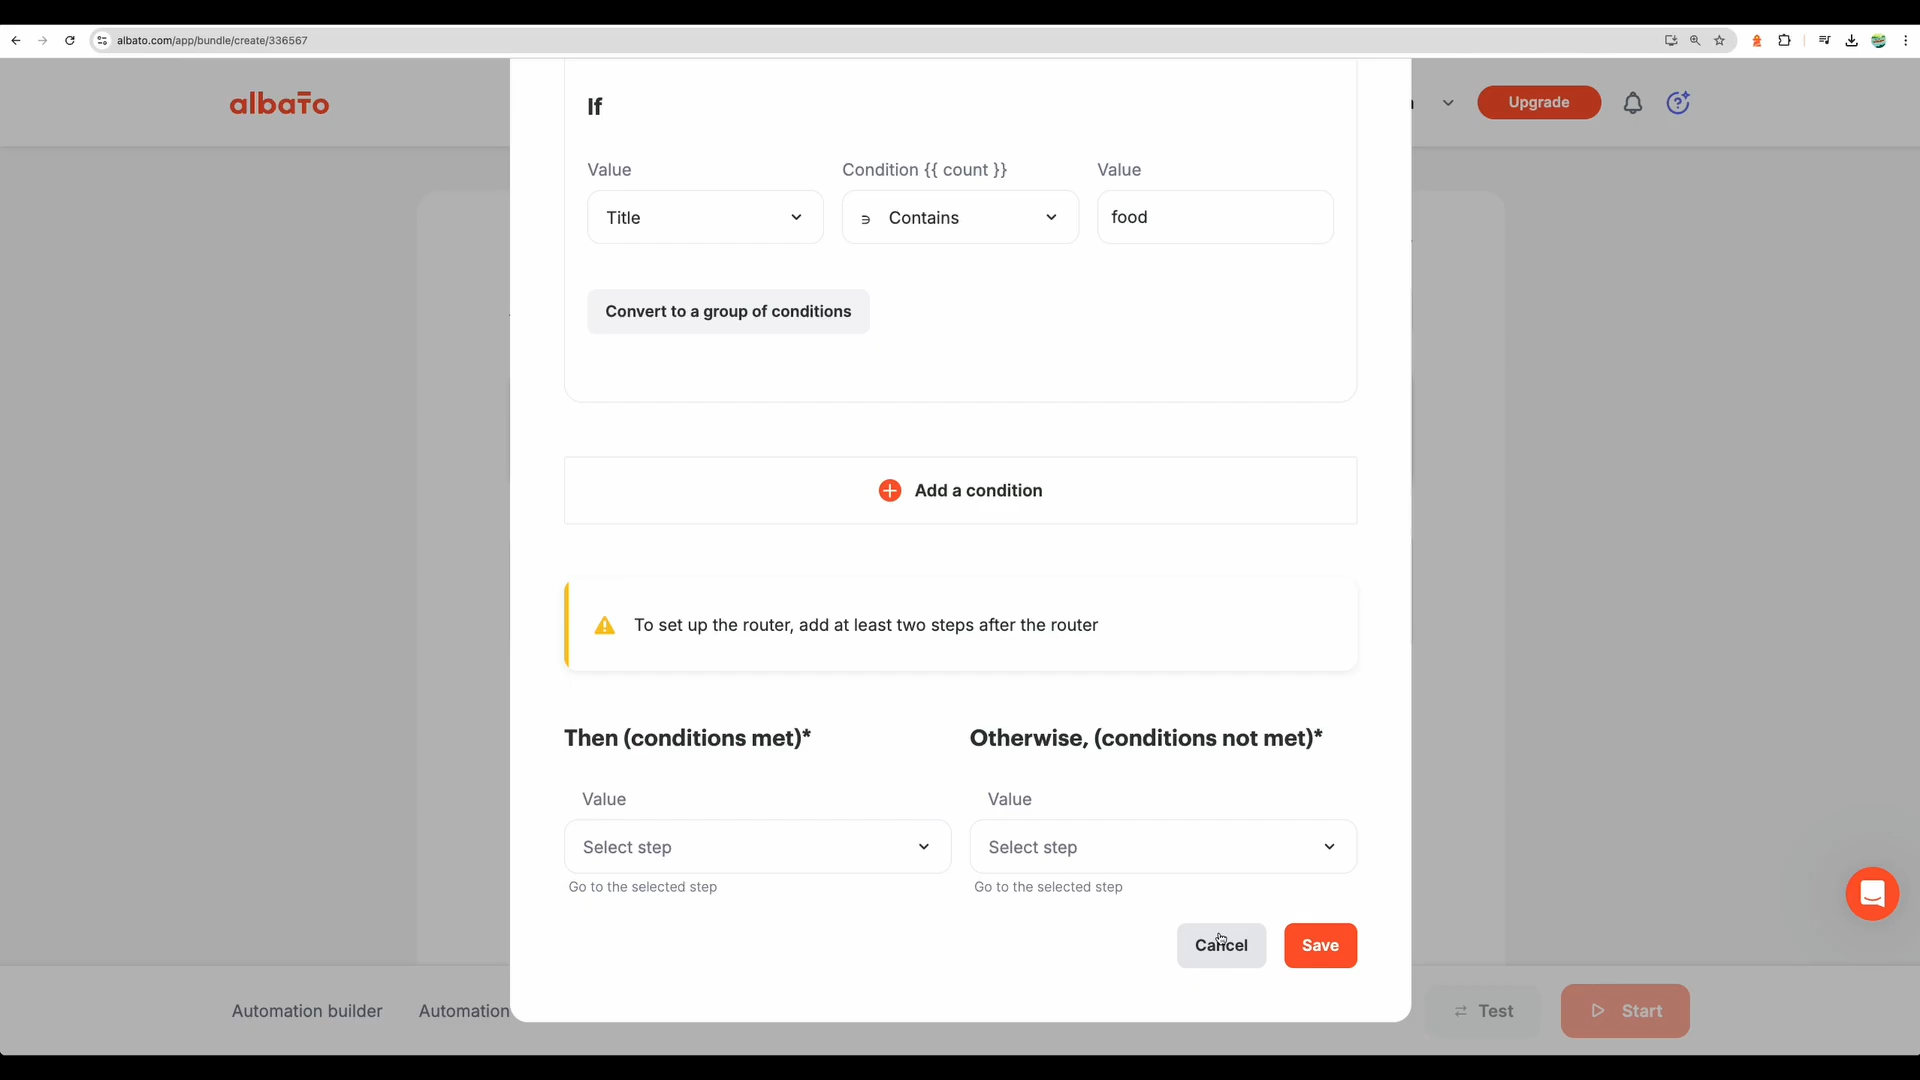 albato.com/app/bundle/create/336567
albato
Upgrade
If
Value
Condition {{ count }}
Value
Title
∋ Contains
food
Convert to a group of conditions
Add a condition
To set up the router, add at least two steps after the router
Then (conditions met)*
Otherwise, (conditions not met)*
Value
Value
Select step
Select step
Go to the selected step
Go to the selected step
Cancel
Save
Automation builder
Automation
Test
Start